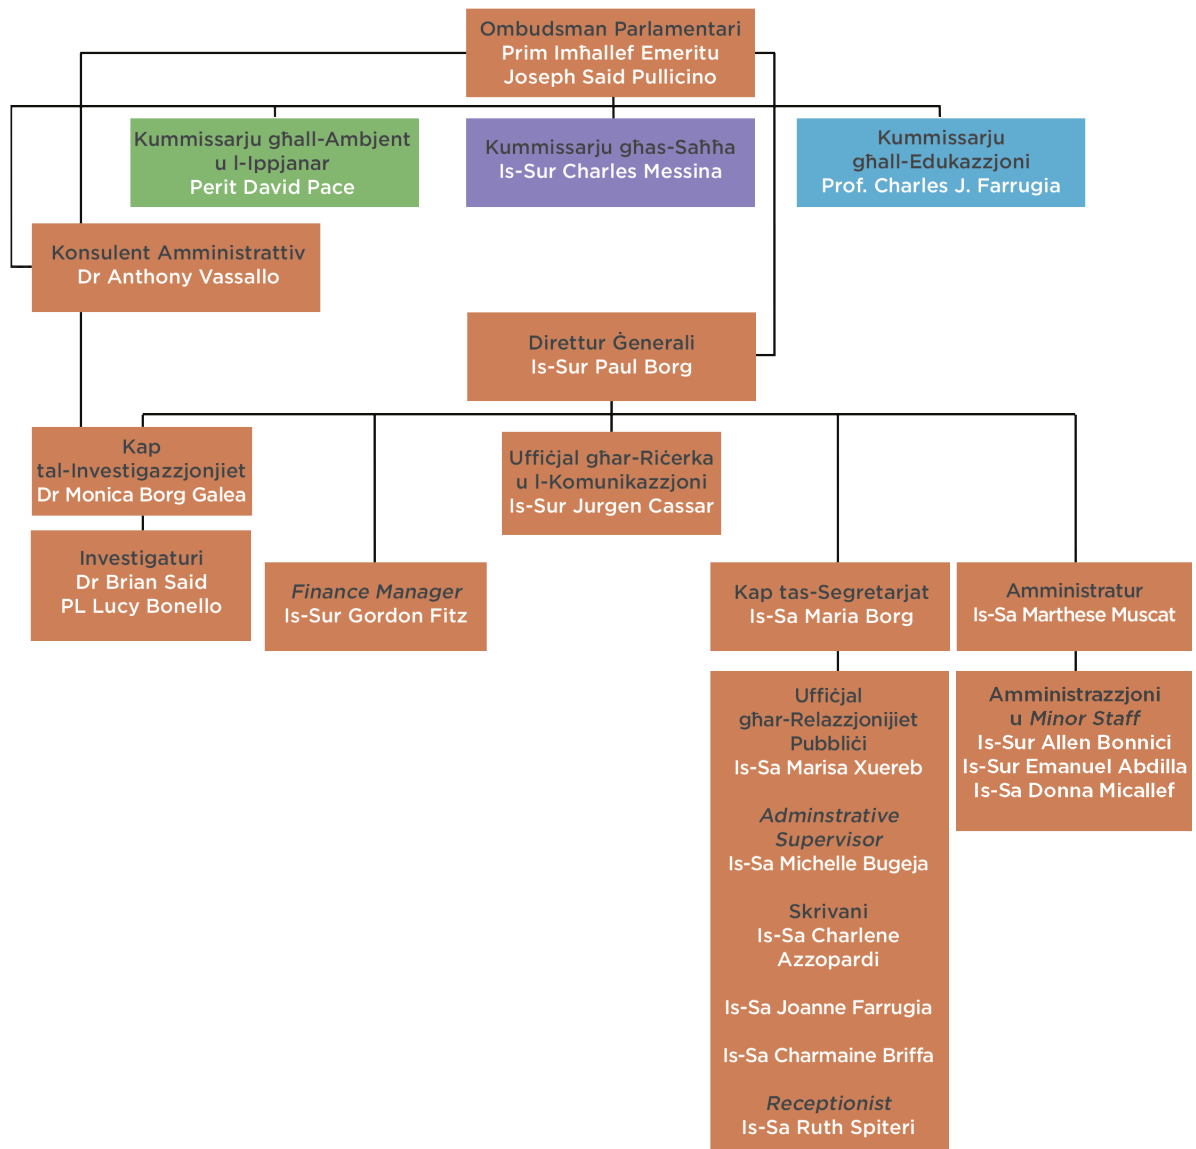 Ombudsman Parlamentari
Prim Imħallef Emeritu
Joseph Said Pullicino
Kummissarju għall-Ambjent
u l-Ippjanar
Perit David Pace
Kummissarju għas-Saħħa
Is-Sur Charles Messina
Kummissarju
għall-Edukazzjoni
Prof. Charles J. Farrugia
Konsulent Amministrattiv
Dr Anthony Vassallo
Direttur Ġenerali
Is-Sur Paul Borg
Kap
tal-Investigazzjonjiet
Dr Monica Borg Galea
Uffiċjal għar-Riċerka
u l-Komunikazzjoni
Is-Sur Jurgen Cassar
Investigaturi
Dr Brian Said
PL Lucy Bonello
Finance Manager
Is-Sur Gordon Fitz
Kap tas-Segretarjat
Is-Sa Maria Borg
Amministratur
Is-Sa Marthese Muscat
Uffiċjal
għar-Relazzjonijiet
Pubbliċi
Is-Sa Marisa Xuereb
Adminstrative
Supervisor
Is-Sa Michelle Bugeja
Skrivani
Is-Sa Charlene
Azzopardi
Is-Sa Joanne Farrugia
Is-Sa Charmaine Briffa
Receptionist
Is-Sa Ruth Spiteri
Amministrazzjoni
u Minor Staff
Is-Sur Allen Bonnici
Is-Sur Emanuel Abdilla
Is-Sa Donna Micallef